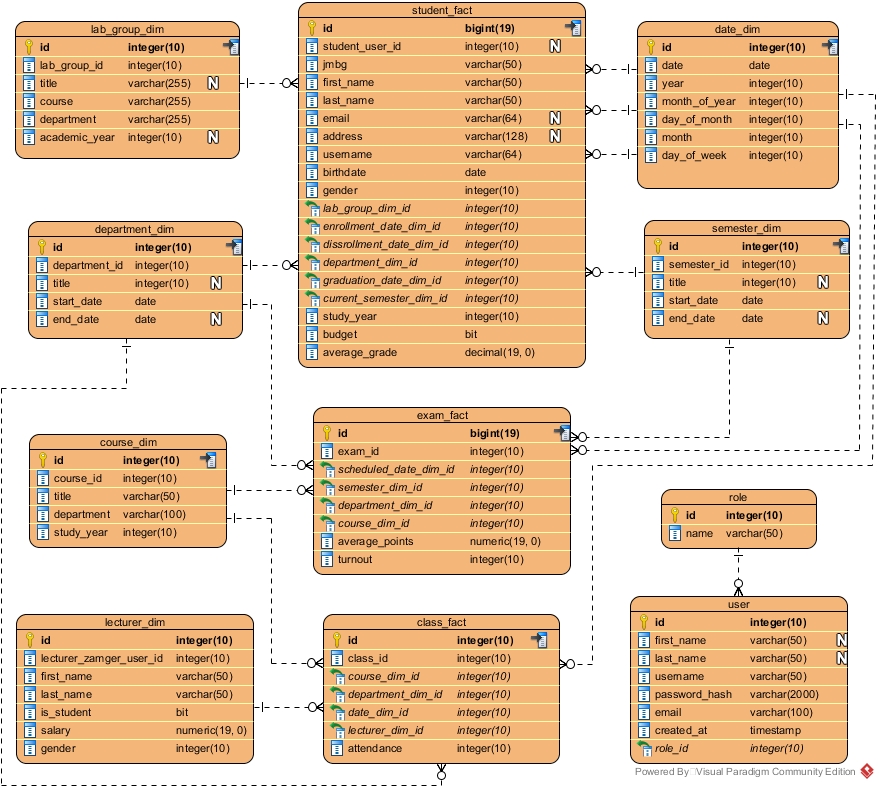 lab_group_dim
id integer(10)
lab_group_id integer(10)
title varchar(255) N
course varchar(255)
department varchar(255)
academic_year integer(10) N
student_fact
id bigint(19)
student_user_id integer(10) N
jmbg varchar(50)
first_name varchar(50)
last_name varchar(50)
email varchar(64) N
address varchar(128) N
username varchar(64)
birthdate date
gender integer(10)
lab_group_dim_id integer(10)
enrollment_date_dim_id integer(10)
dissrollment_date_dim_id integer(10)
department_dim_id integer(10)
graduation_date_dim_id integer(10)
current_semester_dim_id integer(10)
study_year integer(10)
budget bit
average_grade decimal(19, 0)
date_dim
id integer(10)
date date
year integer(10)
month_of_year integer(10)
day_of_month integer(10)
month integer(10)
day_of_week integer(10)
department_dim
id integer(10)
department_id integer(10)
title integer(10) N
start_date date
end_date date N
semester_dim
id integer(10)
semester_id integer(10)
title integer(10) N
start_date date
end_date date N
course_dim
id integer(10)
course_id integer(10)
title varchar(50)
department varchar(100)
study_year integer(10)
exam_fact
id bigint(19)
exam_id integer(10)
scheduled_date_dim_id integer(10)
semester_dim_id integer(10)
department_dim_id integer(10)
course_dim_id integer(10)
average_points numeric(19, 0)
turnout integer(10)
role
id integer(10)
name varchar(50)
lecturer_dim
id integer(10)
lecturer_zamger_user_id integer(10)
first_name varchar(50)
last_name varchar(50)
is_student bit
salary numeric(19, 0)
gender integer(10)
class_fact
id integer(10)
class_id integer(10)
course_dim_id integer(10)
department_dim_id integer(10)
date_dim_id integer(10)
lecturer_dim_id integer(10)
attendance integer(10)
user
id integer(10)
first_name varchar(50) N
last_name varchar(50) N
username varchar(50)
password_hash varchar(2000)
email varchar(100)
created_at timestamp
role_id integer(10)
Powered By Visual Paradigm Community Edition